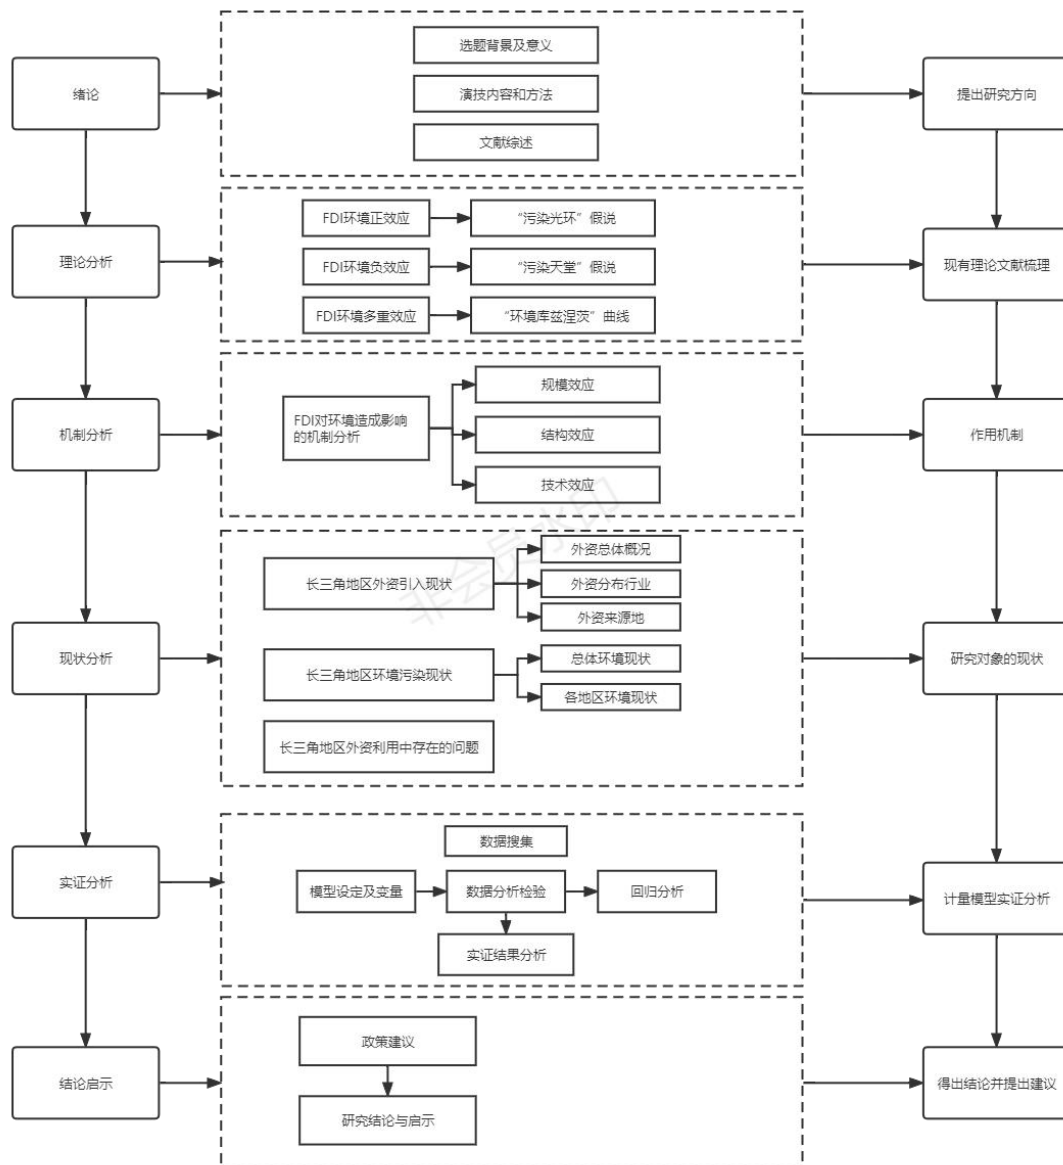 选题背景及意义
绪论
演技内容和方法
提出研究方向
文献综述
FDI环境正效应
“污染光环”假说
理论分析
FDI环境负效应
“污染天堂”假说
现有理论文献梳理
FDI环境多重效应
“环境库兹涅茨”曲线
规模效应
机制分析
FDI对环境造成影响
的机制分析
结构效应
作用机制
技术效应
非会员水印
外资总体概况
长三角地区外资引入现状
外资分布行业
外资来源地
现状分析
长三角地区环境污染现状
总体环境现状
研究对象的现状
各地区环境现状
长三角地区外资利用中存在的问题
数据搜集
实证分析
模型设定及变量
数据分析检验
回归分析
计量模型实证分析
实证结果分析
政策建议
结论启示
得出结论并提出建议
研究结论与启示